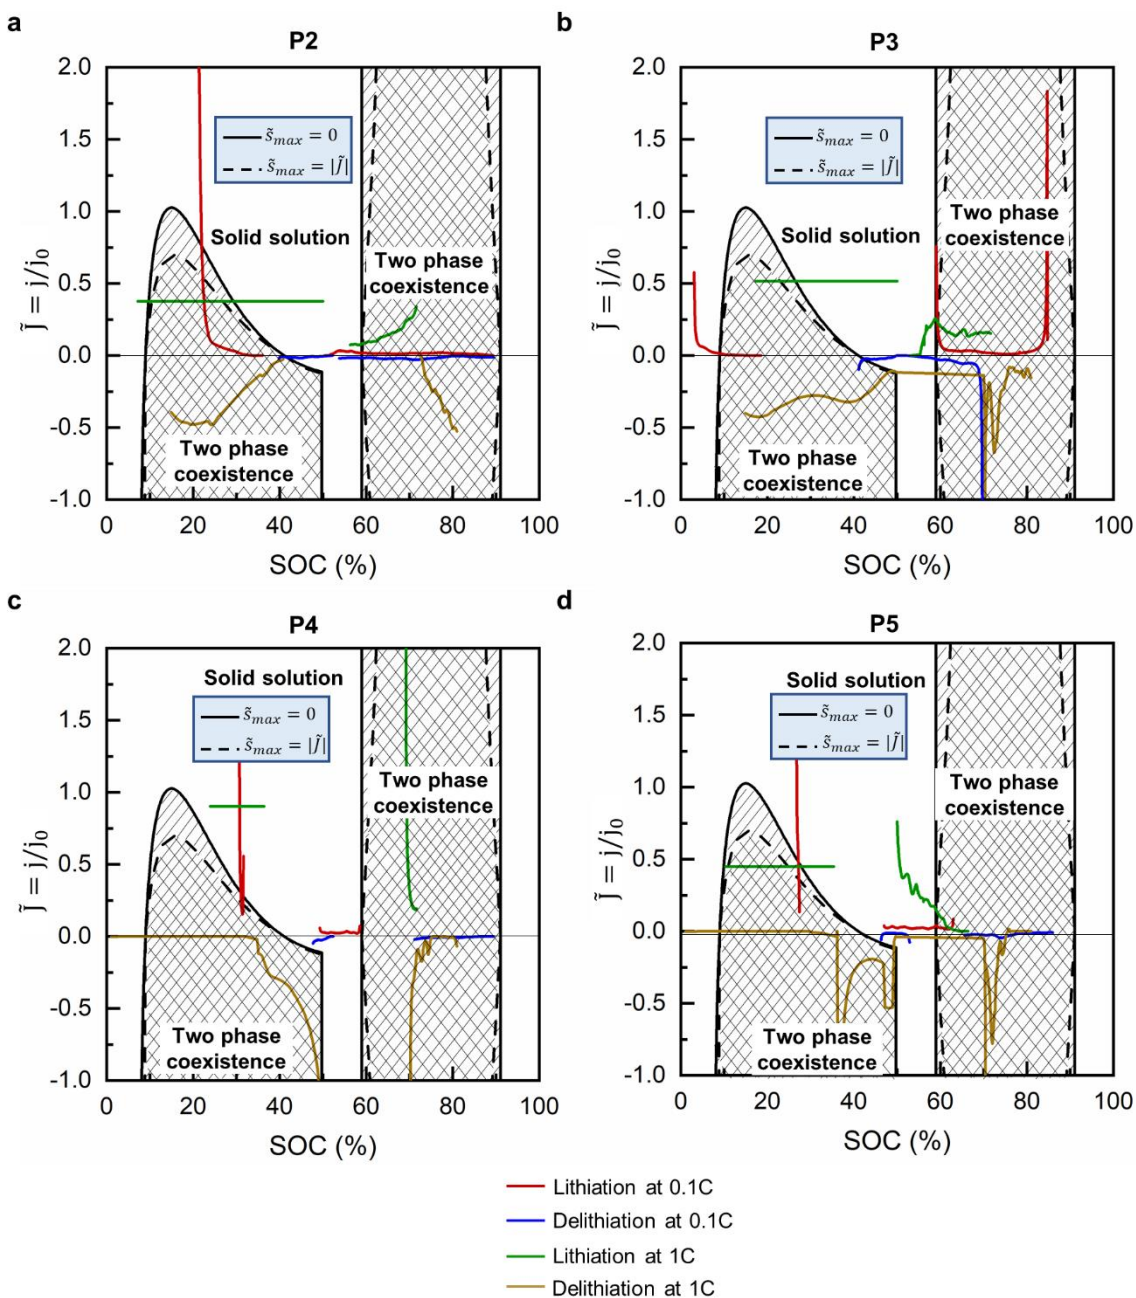 a
P2
2.0
1.5
1.0
0.5
0.0
-0.5
-1.0
J̃ = j/j₀
s̃ₘₐₓ = 0
s̃ₘₐₓ = |J̃|
Solid solution
Two phase
coexistence
Two phase
coexistence
0 20 40 60 80 100
SOC (%)
b
P3
2.0
1.5
1.0
0.5
0.0
-0.5
-1.0
J̃ = j/j₀
s̃ₘₐₓ = 0
s̃ₘₐₓ = |J̃|
Two phase
coexistence
Solid solution
Two phase
coexistence
0 20 40 60 80 100
SOC (%)
c
P4
2.0
1.5
1.0
0.5
0.0
-0.5
-1.0
J̃ = j/j₀
Solid solution
s̃ₘₐₓ = 0
s̃ₘₐₓ = |J̃|
Two phase
coexistence
Two phase
coexistence
0 20 40 60 80 100
SOC (%)
d
P5
2.0
1.5
1.0
0.5
0.0
-0.5
-1.0
J̃ = j/j₀
Solid solution
s̃ₘₐₓ = 0
s̃ₘₐₓ = |J̃|
Two phase
coexistence
Two phase
coexistence
0 20 40 60 80 100
SOC (%)
Lithiation at 0.1C
Delithiation at 0.1C
Lithiation at 1C
Delithiation at 1C